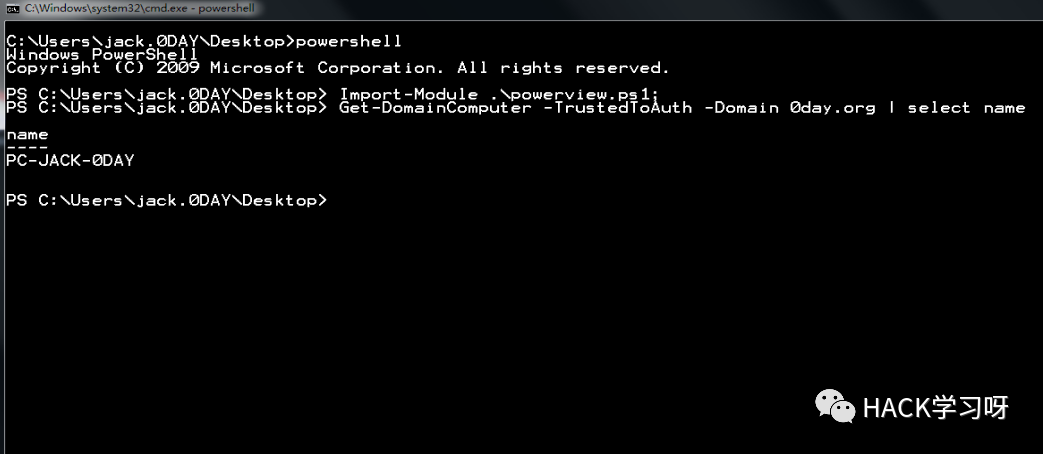 C:\Windows\system32\cmd.exe - powershell
C:\Users\jack.0DAY\Desktop>powershell
Windows PowerShell
Copyright (C) 2009 Microsoft Corporation. All rights reserved.
PS C:\Users\jack.0DAY\Desktop> Import-Module .\powerview.ps1;
PS C:\Users\jack.0DAY\Desktop> Get-DomainComputer -TrustedToAuth -Domain 0day.org | select name
name
----
PC-JACK-0DAY
PS C:\Users\jack.0DAY\Desktop>
HACK学习呀